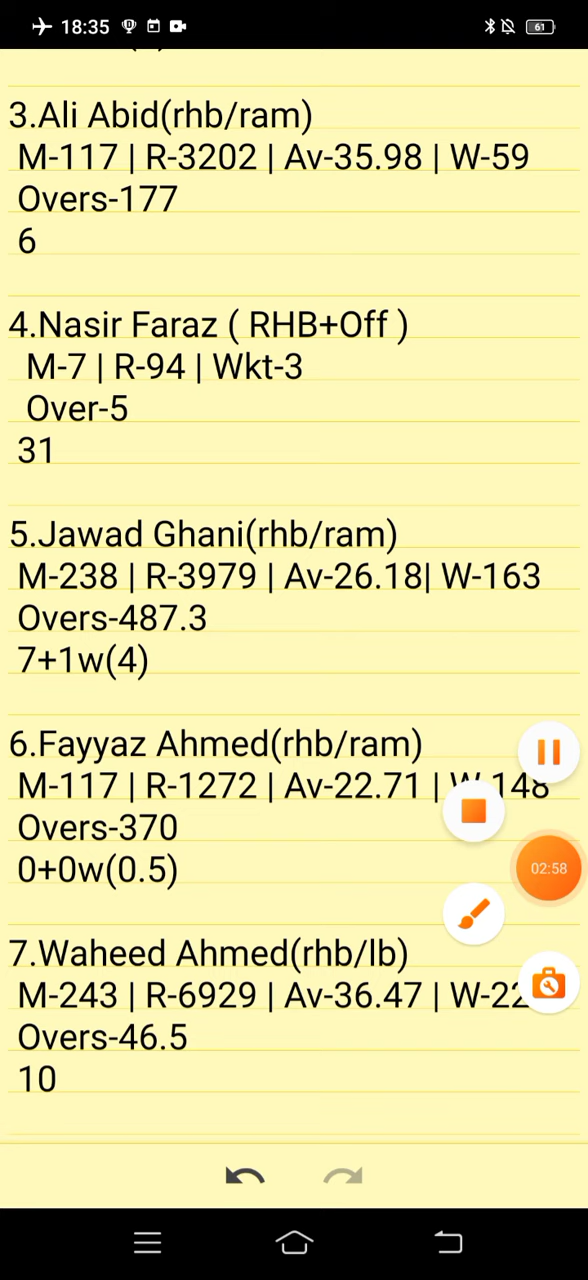 18:35
61
3.Ali Abid(rhb/ram)
M-117 | R-3202 | Av-35.98 | W-59
Overs-177
6
4.Nasir Faraz ( RHB+Off )
M-7 | R-94 | Wkt-3
Over-5
31
5.Jawad Ghani(rhb/ram)
M-238 | R-3979 | Av-26.18| W-163
Overs-487.3
7+1w(4)
6.Fayyaz Ahmed(rhb/ram)
M-117 | R-1272 | Av-22.71 | W-148
Overs-370
0+0w(0.5)
02:58
7.Waheed Ahmed(rhb/lb)
M-243 | R-6929 | Av-36.47 | W-22
Overs-46.5
10